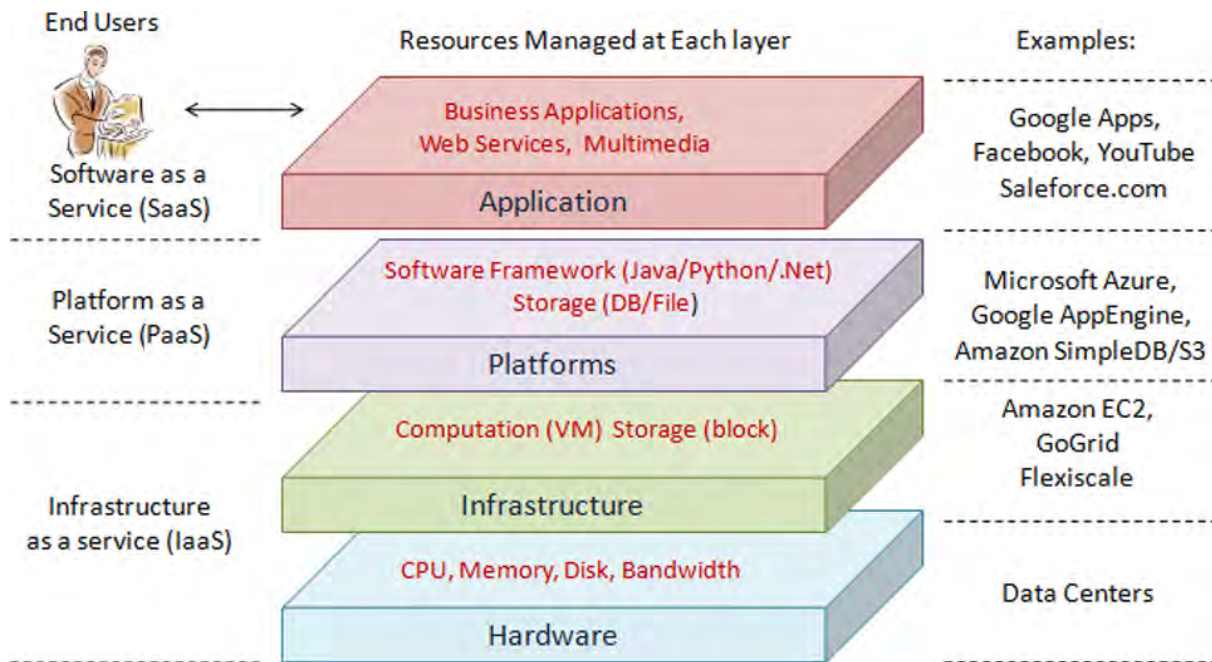 End Users
Resources Managed at Each layer
Examples:
Business Applications,
Web Services, Multimedia
Application
Software as a
Service (SaaS)
Google Apps,
Facebook, YouTube
Saleforce.com
Platform as a
Service (PaaS)
Software Framework (Java/Python/.Net)
Storage (DB/File)
Platforms
Microsoft Azure,
Google AppEngine,
Amazon SimpleDB/S3
Infrastructure
as a service (IaaS)
Computation (VM) Storage (block)
Infrastructure
Amazon EC2,
GoGrid
Flexiscale
CPU, Memory, Disk, Bandwidth
Hardware
Data Centers